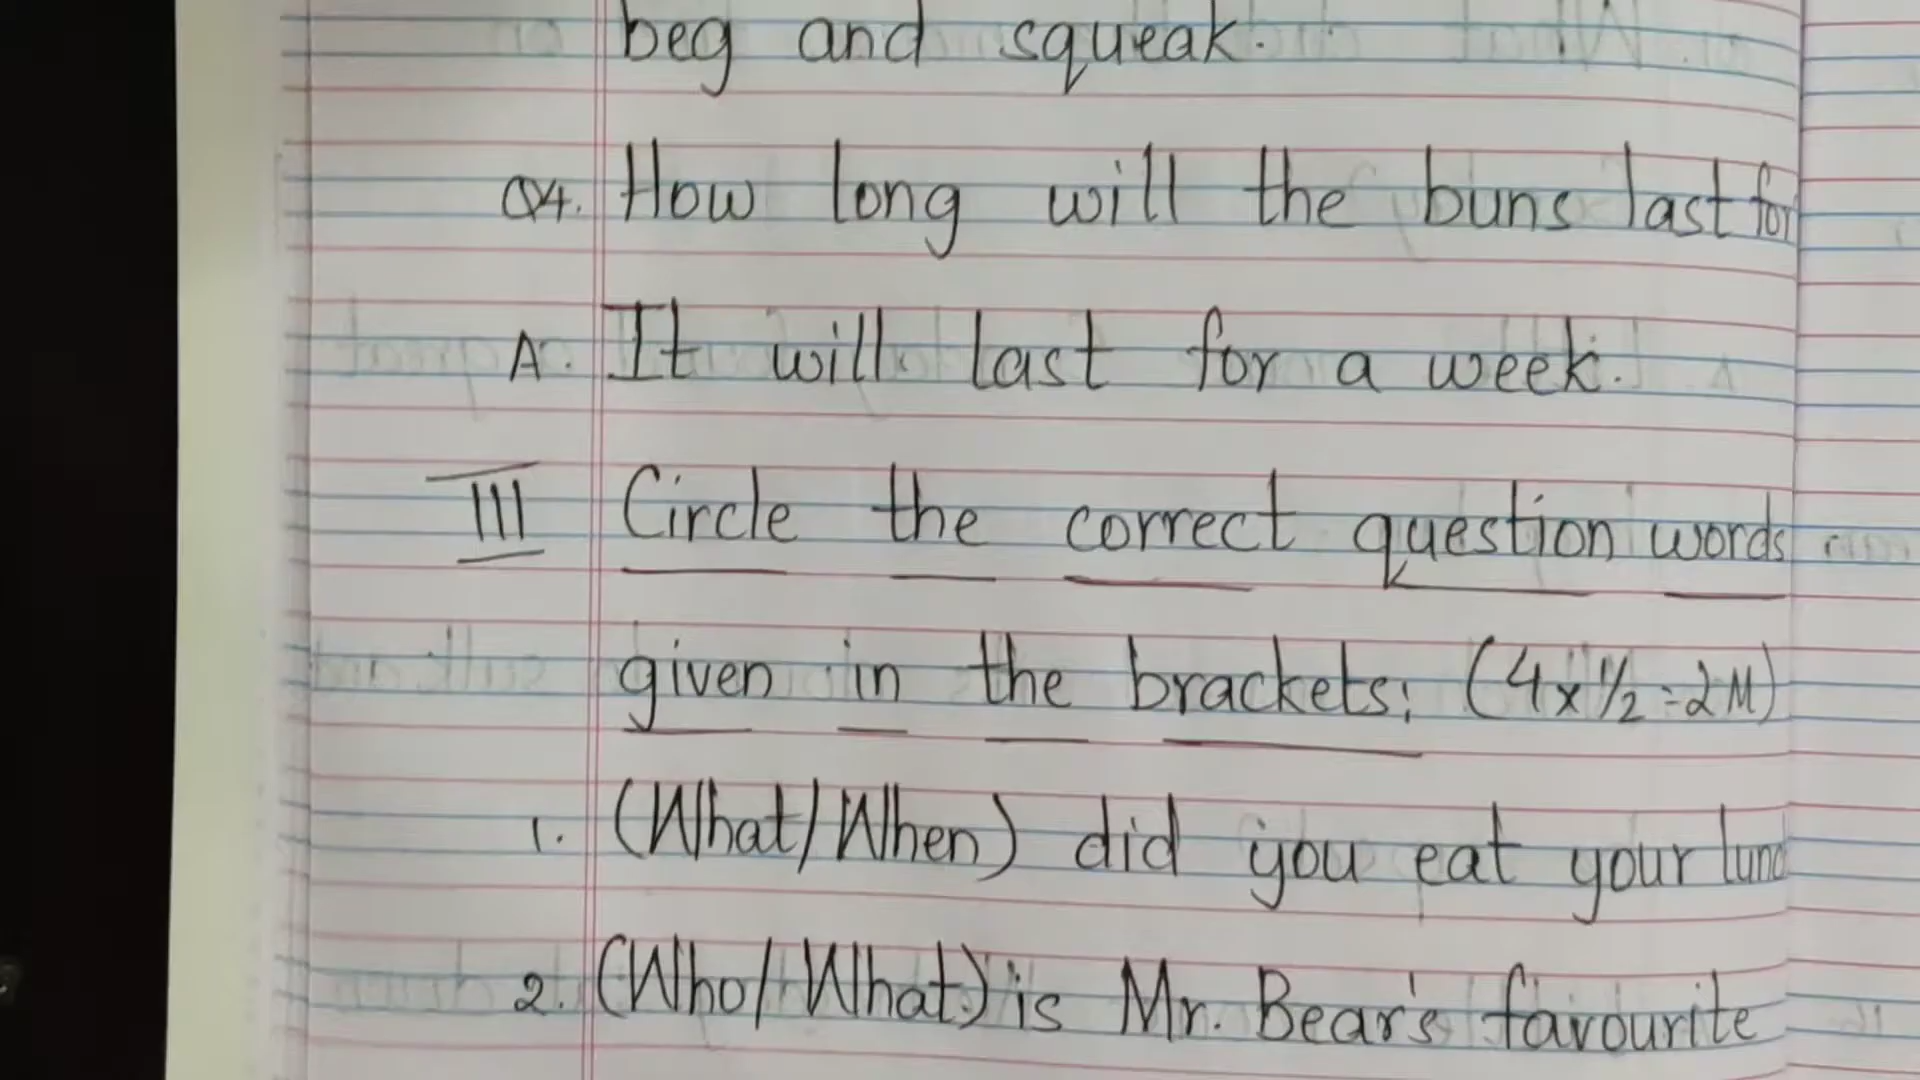 beg and squeak.
Q4. How long will the buns last for
A. It will last for a week.
III Circle the correct question words
given in the brackets: (4x1/2=2M)
1. (What/When) did you eat your lunc
2. (Who/What) is Mr. Bear's favourite